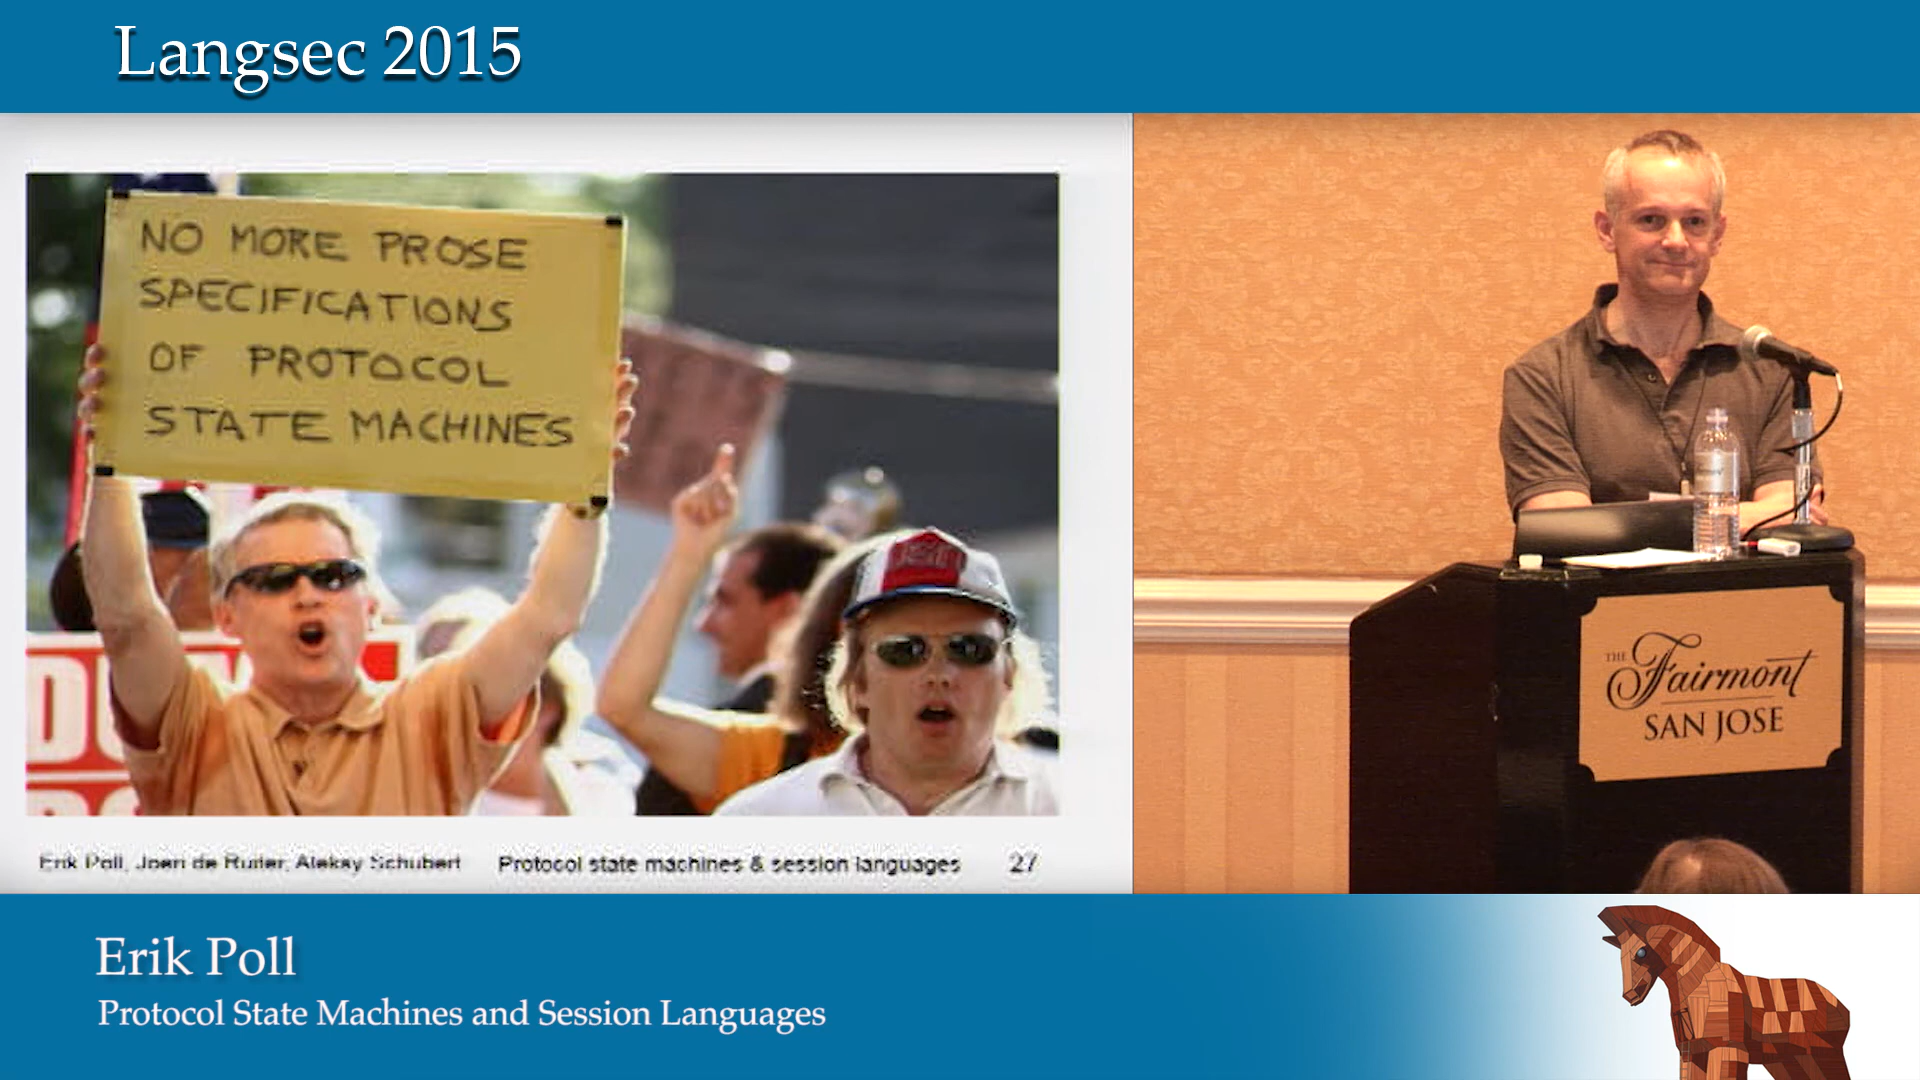 Langsec 2015
NO MORE PROSE
SPECIFICATIONS
OF PROTOCOL
STATE MACHINES
Erik Poll, Joeri de Ruiter, Aleksy Schubert
Protocol state machines & session languages
27
THE
Fairmont
SAN JOSE
Erik Poll
Protocol State Machines and Session Languages